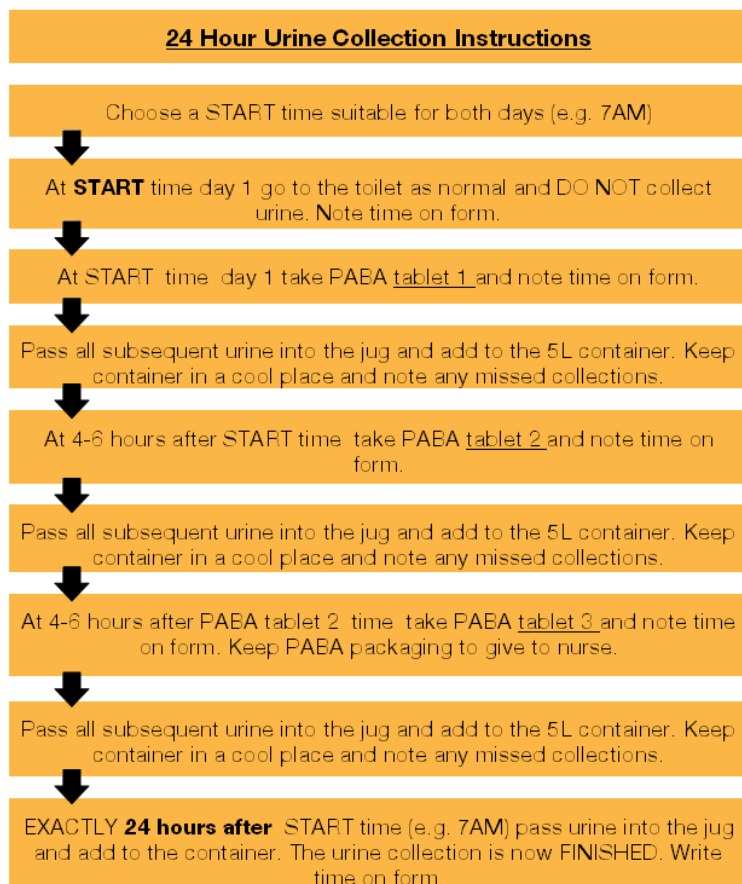 24 Hour Urine Collection Instructions
Choose a START time suitable for both days (e.g. 7AM)
At START time day 1 go to the toilet as normal and DO NOT collect
urine. Note time on form.
At START time day 1 take PABA tablet 1 and note time on form.
Pass all subsequent urine into the jug and add to the 5L container. Keep
container in a cool place and note any missed collections.
At 4-6 hours after START time take PABA tablet 2 and note time on
form.
Pass all subsequent urine into the jug and add to the 5L container. Keep
container in a cool place and note any missed collections.
At 4-6 hours after PABA tablet 2 time take PABA tablet 3 and note time
on form. Keep PABA packaging to give to nurse.
Pass all subsequent urine into the jug and add to the 5L container. Keep
container in a cool place and note any missed collections.
EXACTLY 24 hours after START time (e.g. 7AM) pass urine into the jug
and add to the container. The urine collection is now FINISHED. Write
time on form